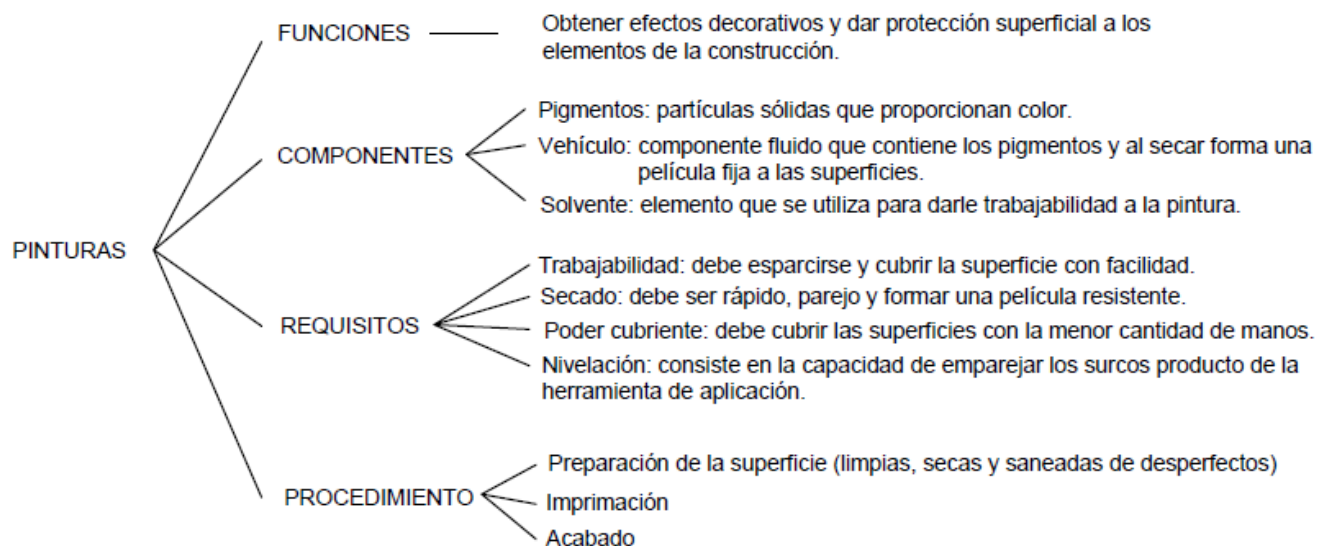 FUNCIONES
Obtener efectos decorativos y dar protección superficial a los
elementos de la construcción.
COMPONENTES
Pigmentos: partículas sólidas que proporcionan color.
Vehículo: componente fluido que contiene los pigmentos y al secar forma una
película fija a las superficies.
Solvente: elemento que se utiliza para darle trabajabilidad a la pintura.
PINTURAS
REQUISITOS
Trabajabilidad: debe esparcirse y cubrir la superficie con facilidad.
Secado: debe ser rápido, parejo y formar una película resistente.
Poder cubriente: debe cubrir las superficies con la menor cantidad de manos.
Nivelación: consiste en la capacidad de emparejar los surcos producto de la
herramienta de aplicación.
PROCEDIMIENTO
Preparación de la superficie (limpias, secas y saneadas de desperfectos)
Imprimación
Acabado